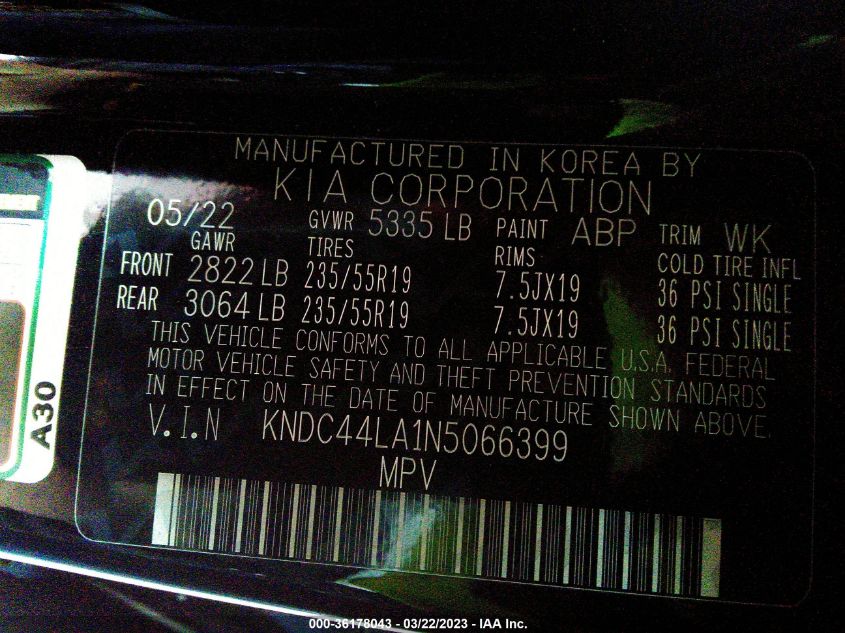 MANUFACTURED IN KOREA BY
KIA CORPORATION
05/22 GVWR 5335 LB PAINT ABP TRIM WK
GAWR TIRES RIMS COLD TIRE INFL
FRONT 2822 LB 235/55R19 7.5JX19 36 PSI SINGLE
REAR 3064 LB 235/55R19 7.5JX19 36 PSI SINGLE
THIS VEHICLE CONFORMS TO ALL APPLICABLE U.S.A. FEDERAL
MOTOR VEHICLE SAFETY AND THEFT PREVENTION STANDARDS
IN EFFECT ON THE DATE OF MANUFACTURE SHOWN ABOVE.
V.I.N KNDC44LA1N5066399
MPV
A30
000-36178043 - 03/22/2023 - IAA Inc.